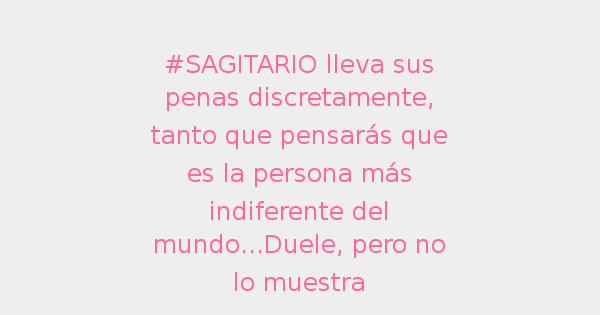 #SAGITARIO lleva sus
penas discretamente,
tanto que pensarás que
es la persona más
indiferente del
mundo...Duele, pero no
lo muestra